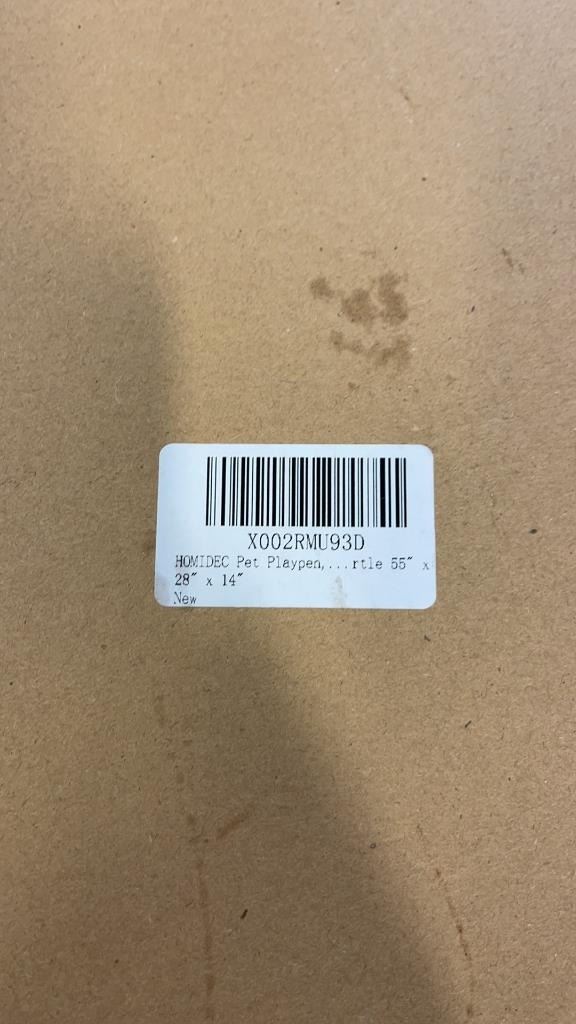 X002RMU93D
HOMIDEC Pet Playpen,...rtle 55″ x
28″ x 14″
New